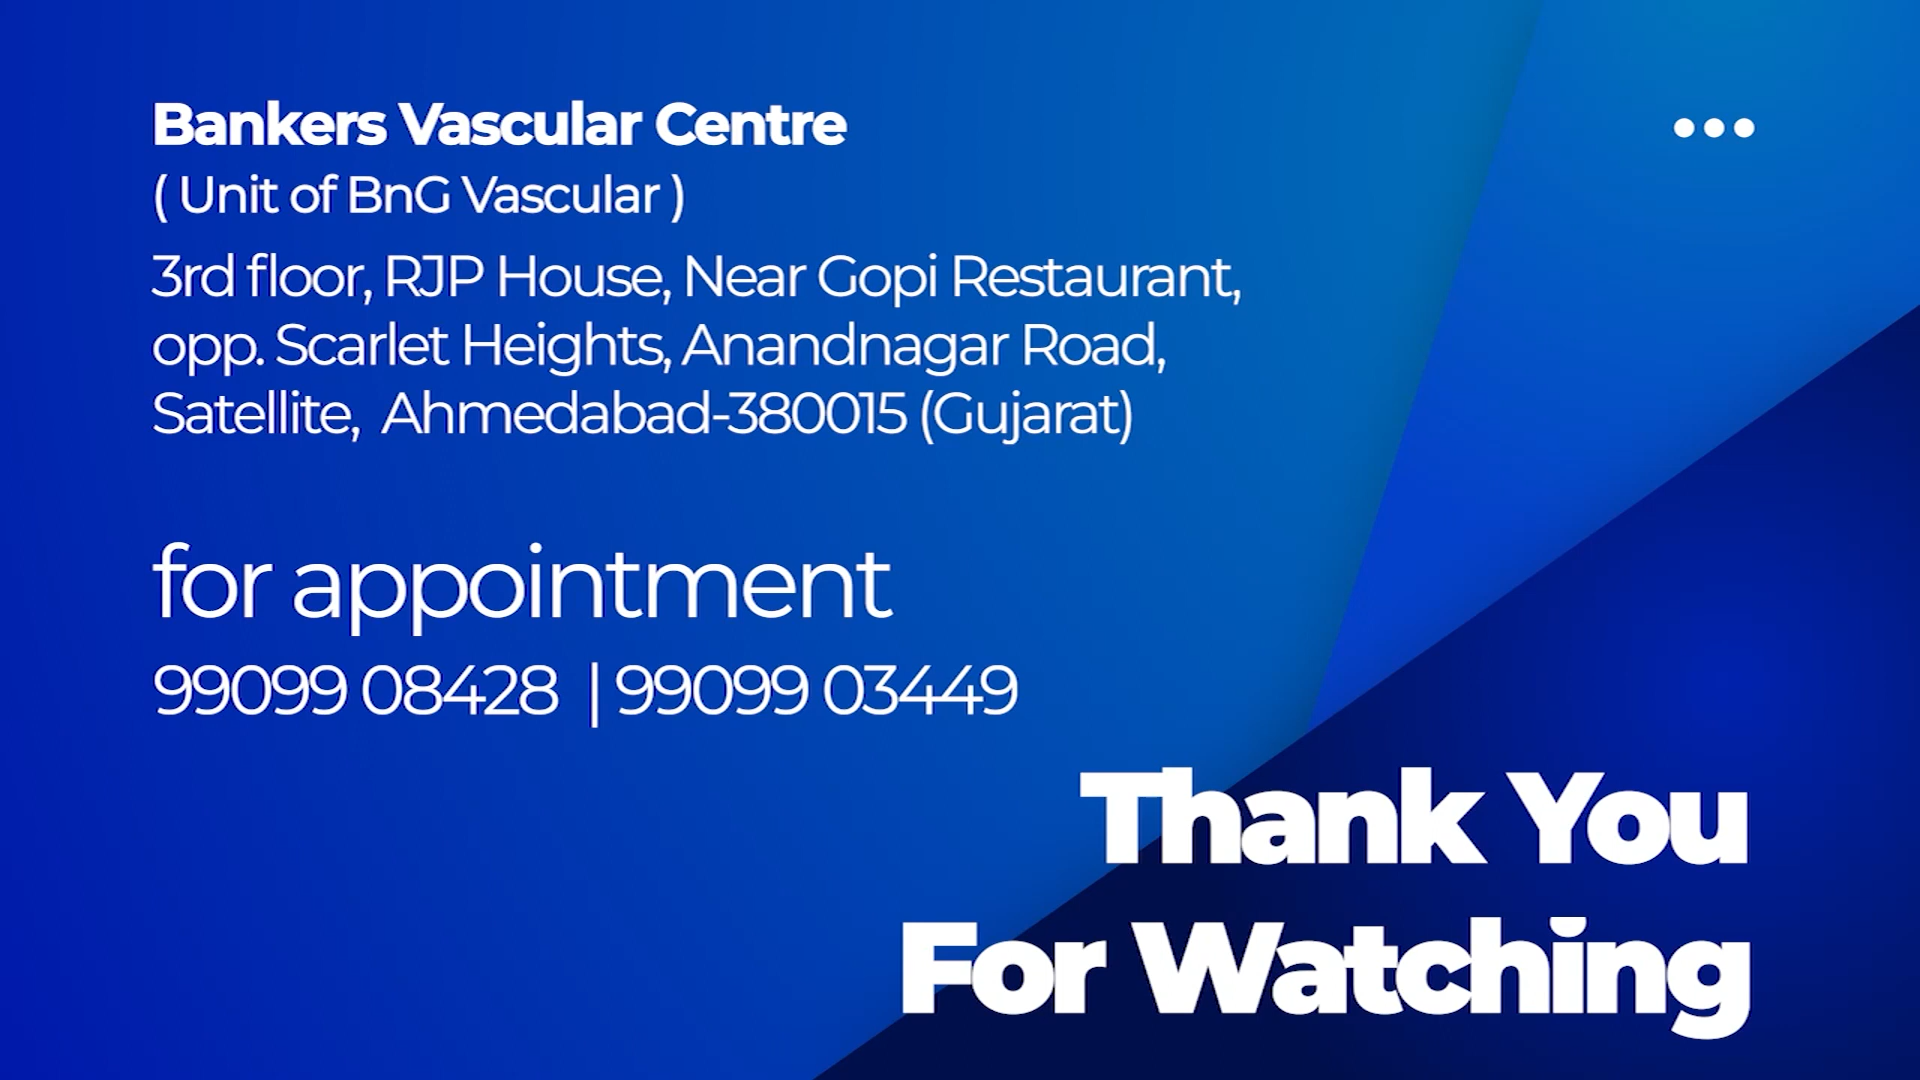 Bankers Vascular Centre
( Unit of BnG Vascular )
3rd floor, RJP House, Near Gopi Restaurant,
opp. Scarlet Heights, Anandnagar Road,
Satellite, Ahmedabad-380015 (Gujarat)
for appointment
99099 08428 | 99099 03449
Thank You
For Watching